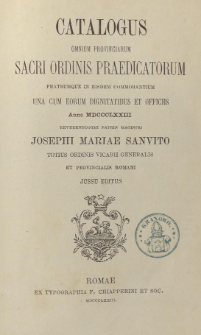 CATALOGUS
OMNIUM PROVINCIARUM
SACRI ORDINIS PRAEDICATORUM
FRATRUMQUE IN EISDEM COMMORANTIUM
UNA CUM EORUM DIGNITATIBUS ET OFFICIIS
Anno MDCCCLXXIII
REVERENDISSIMI PATRIS MAGISTRI
JOSEPHI MARIAE SANVITO
TOTIUS ORDINIS VICARII GENERALIS
ET PROVINCIALIS ROMANI
JUSSU EDITUS
ROMAE
EX TYPOGRAPHIA F. CHIAPPERINI ET SOC.
MDCCCLXXIII.